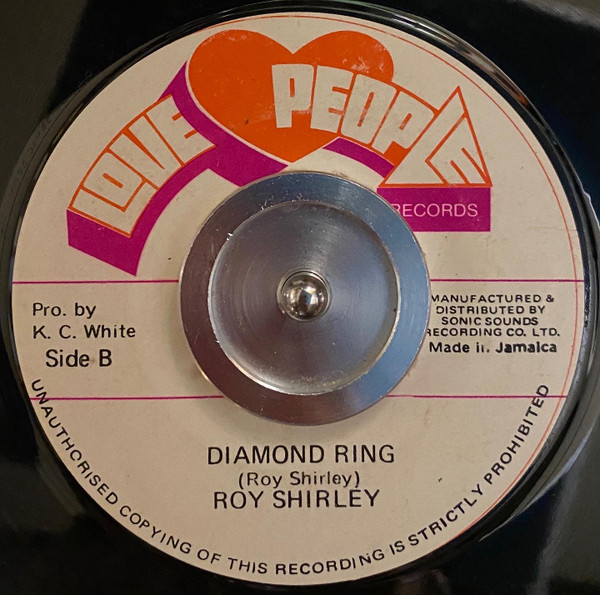 LOVE PEOPLE
RECORDS
Pro. by
K. C. White
Side B
MANUFACTURED &
DISTRIBUTED BY
SONIC SOUNDS
RECORDING CO. LTD.
Made in Jamaica
DIAMOND RING
(Roy Shirley)
ROY SHIRLEY
UNAUTHORISED COPYING OF THIS RECORDING IS STRICTLY PROHIBITED